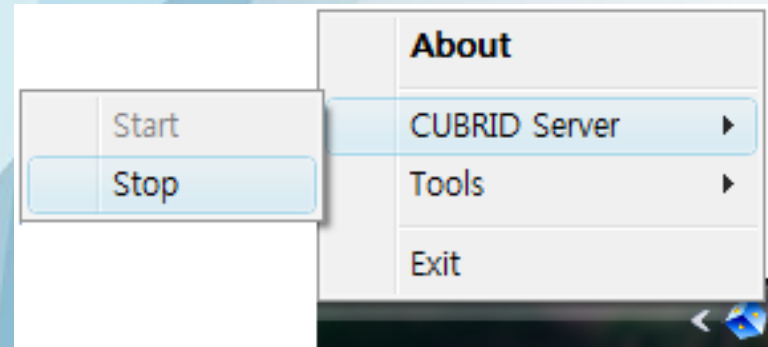 About
CUBRID Server
Tools
Exit
Start
Stop